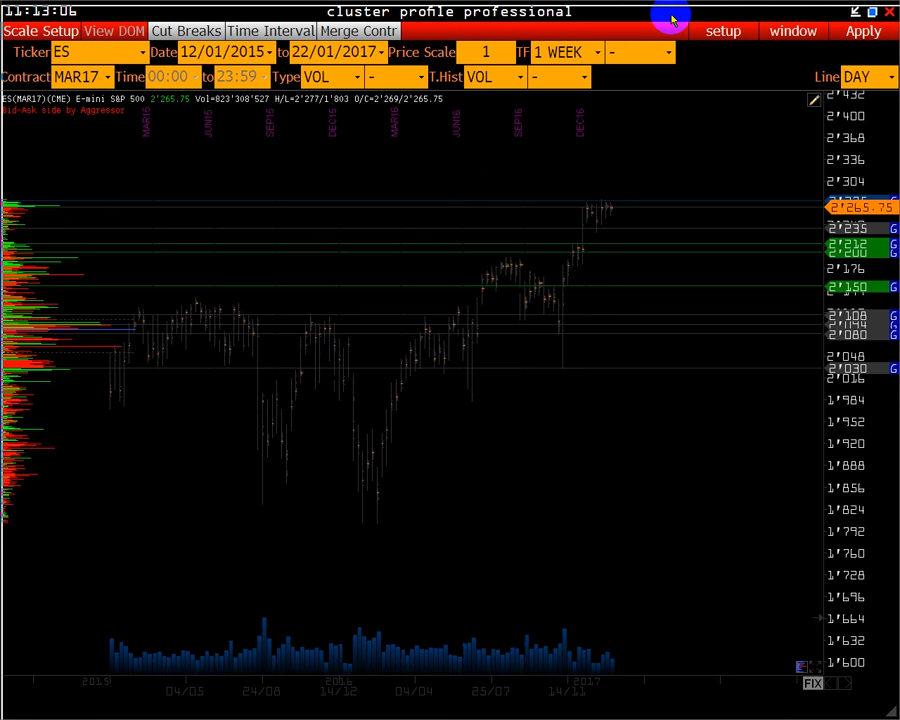 11:13:06 cluster profile professional
Scale Setup View DOM Cut Breaks Time Interval Merge Contr setup window Apply
Ticker ES Date 12/01/2015 to 22/01/2017 Price Scale 1 TF 1 WEEK -
Contract MAR17 Time 00:00 to 23:59 Type VOL - T.Hist VOL - Line DAY
ES(MAR17)(CME) E-mini S&P 500 2'265.75 Vol=823'308'527 H/L=2'277/1'803 O/C=2'269/2'265.75
Bid-Ask side by Aggressor
MAR15 JUN15 SEP15 DEC15 MAR16 JUN16 SEP16 DEC16
2'432
2'400
2'368
2'336
2'304
2'265.75
2'235 G
2'212 G
2'200 G
2'176
2'150 G
2'108 G
2'094 G
2'080 G
2'048
2'030 G
2'016
1'984
1'952
1'920
1'888
1'856
1'824
1'792
1'760
1'728
1'696
1'664
1'632
1'600
2015 2016 2017
04/05 24/08 14/12 04/04 25/07 14/11
FIX